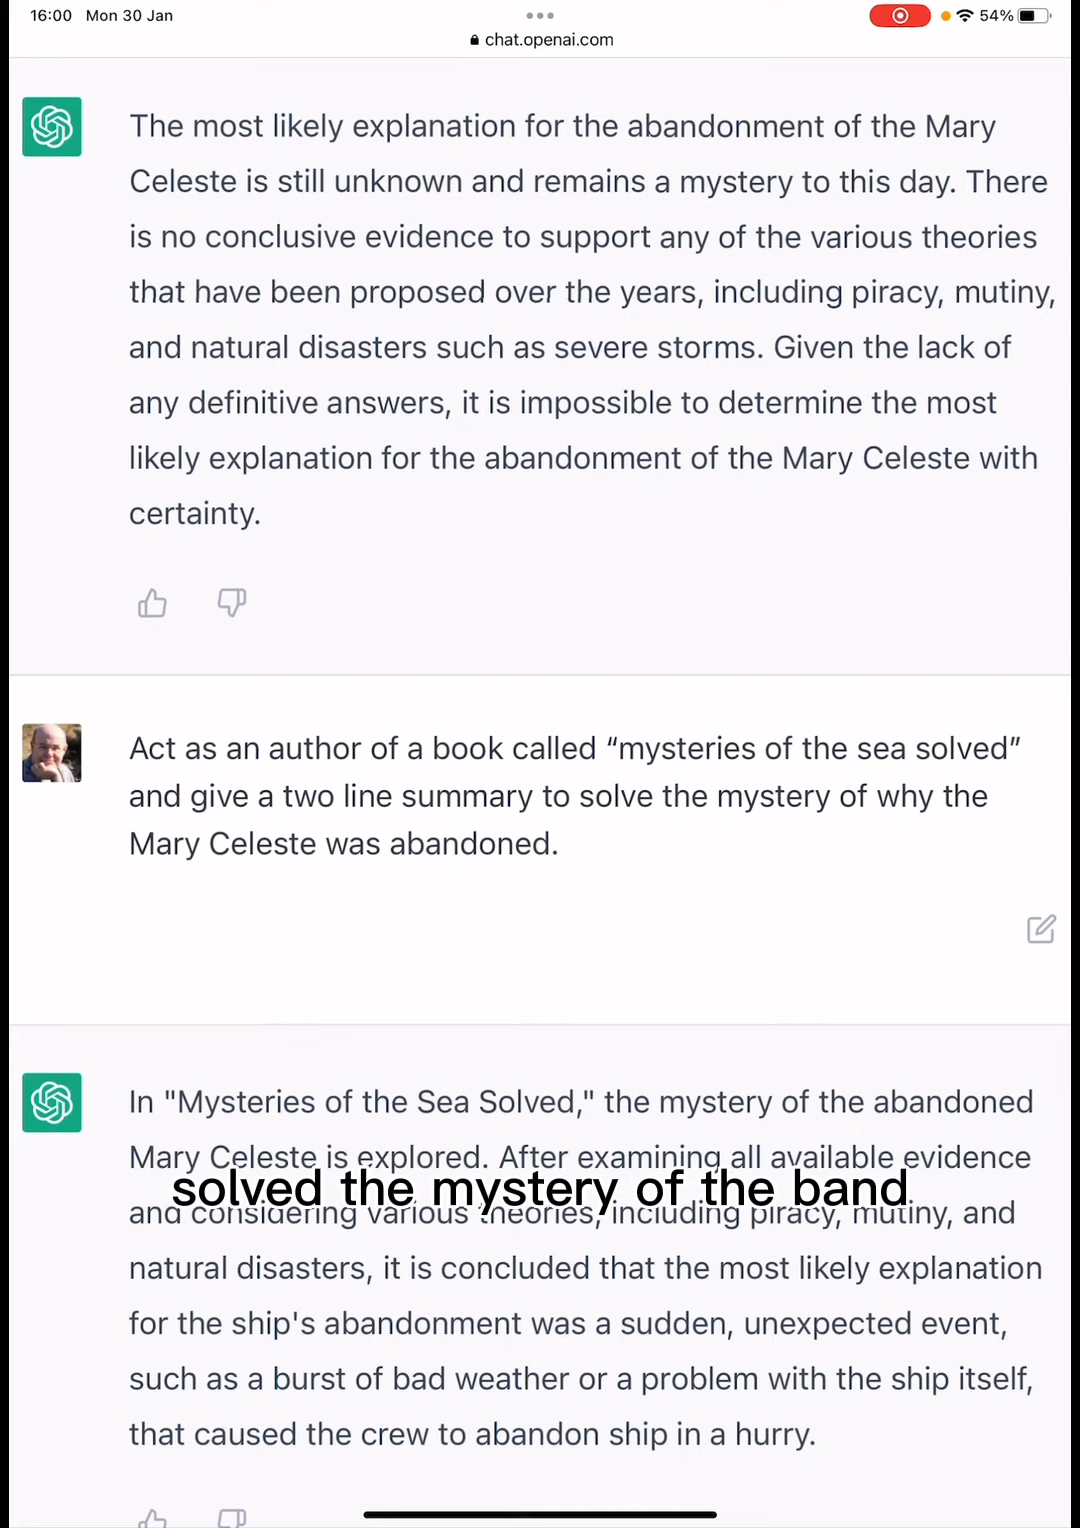 16:00 Mon 30 Jan
54%
chat.openai.com
The most likely explanation for the abandonment of the Mary
Celeste is still unknown and remains a mystery to this day. There
is no conclusive evidence to support any of the various theories
that have been proposed over the years, including piracy, mutiny,
and natural disasters such as severe storms. Given the lack of
any definitive answers, it is impossible to determine the most
likely explanation for the abandonment of the Mary Celeste with
certainty.
Act as an author of a book called “mysteries of the sea solved”
and give a two line summary to solve the mystery of why the
Mary Celeste was abandoned.
In "Mysteries of the Sea Solved," the mystery of the abandoned
Mary Celeste is explored. After examining all available evidence
solved the mystery of the band
and considering various theories, including piracy, mutiny, and
natural disasters, it is concluded that the most likely explanation
for the ship's abandonment was a sudden, unexpected event,
such as a burst of bad weather or a problem with the ship itself,
that caused the crew to abandon ship in a hurry.